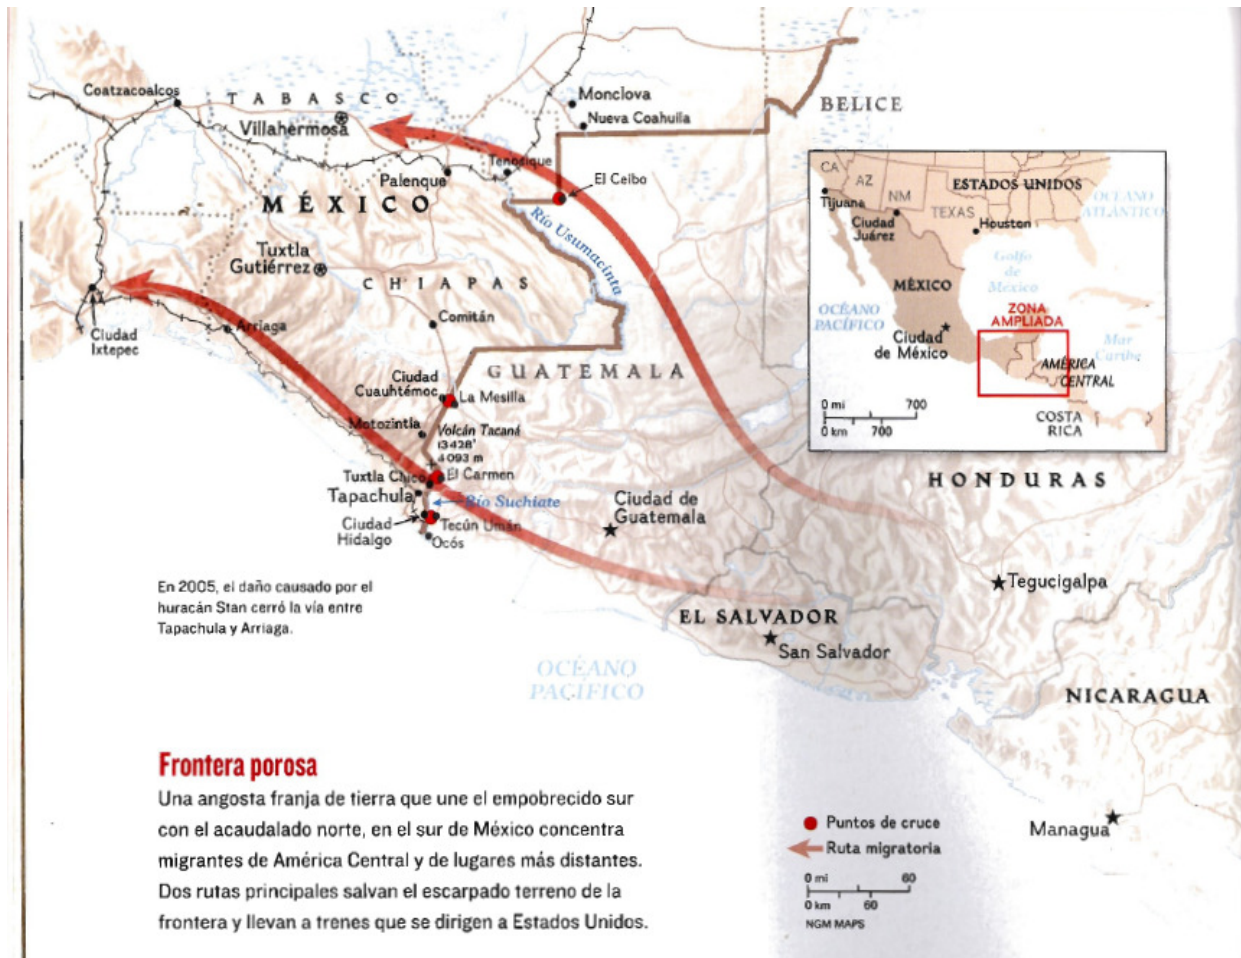 Coatzacoalcos
TABASCO
Villahermosa
Monclova
Nueva Coahuila
BELICE
Tenosique
Palenque
El Ceibo
MÉXICO
Río Usumacinta
Tuxtla
Gutiérrez
CHIAPAS
Comitán
Ciudad
Ixtepec
Arriaga
GUATEMALA
Ciudad
Cuauhtémoc
La Mesilla
Motozintla
Volcán Tacaná
13428'
4093 m
Tuxtla Chico
El Carmen
Tapachula
Río Suchiate
Ciudad
Hidalgo
Tecún Umán
Ocós
Ciudad de
Guatemala
HONDURAS
Tegucigalpa
EL SALVADOR
San Salvador
NICARAGUA
Managua
OCÉANO
PACÍFICO
CA
AZ
NM
TEXAS
ESTADOS UNIDOS
OCÉANO
ATLÁNTICO
Tijuana
Ciudad
Juárez
Houston
Golfo
de
México
MÉXICO
OCÉANO
PACÍFICO
ZONA
AMPLIADA
Ciudad
de México
Mar
Caribe
AMÉRICA
CENTRAL
COSTA
RICA
0 mi 700
0 km 700
En 2005, el daño causado por el
huracán Stan cerró la vía entre
Tapachula y Arriaga.
Frontera porosa
Una angosta franja de tierra que une el empobrecido sur
con el acaudalado norte, en el sur de México concentra
migrantes de América Central y de lugares más distantes.
Dos rutas principales salvan el escarpado terreno de la
frontera y llevan a trenes que se dirigen a Estados Unidos.
Puntos de cruce
Ruta migratoria
0 mi 60
0 km 60
NGM MAPS